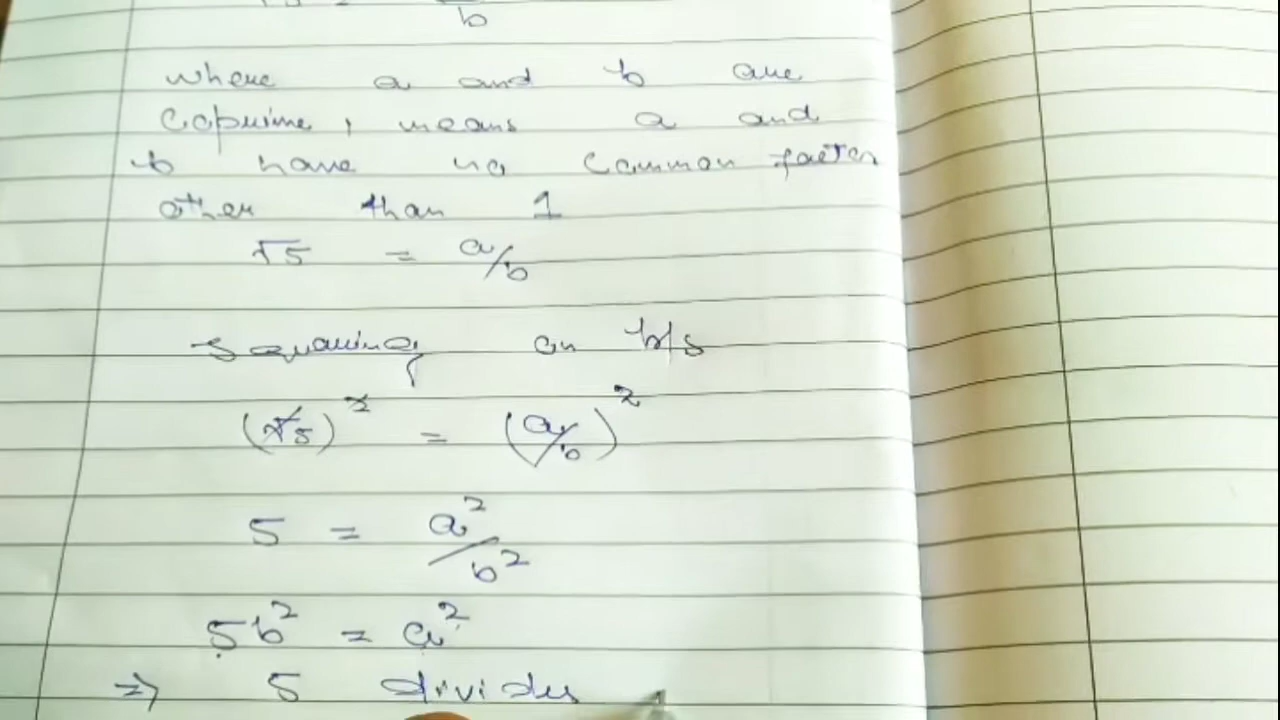 b
where a and b are
Coprime, means a and
b have no common factor
other than 1
√5 = a/b
Squaring on b/s
(√5)² = (a/b)²
5 = a²/b²
5b² = a²
⇒ 5 divides